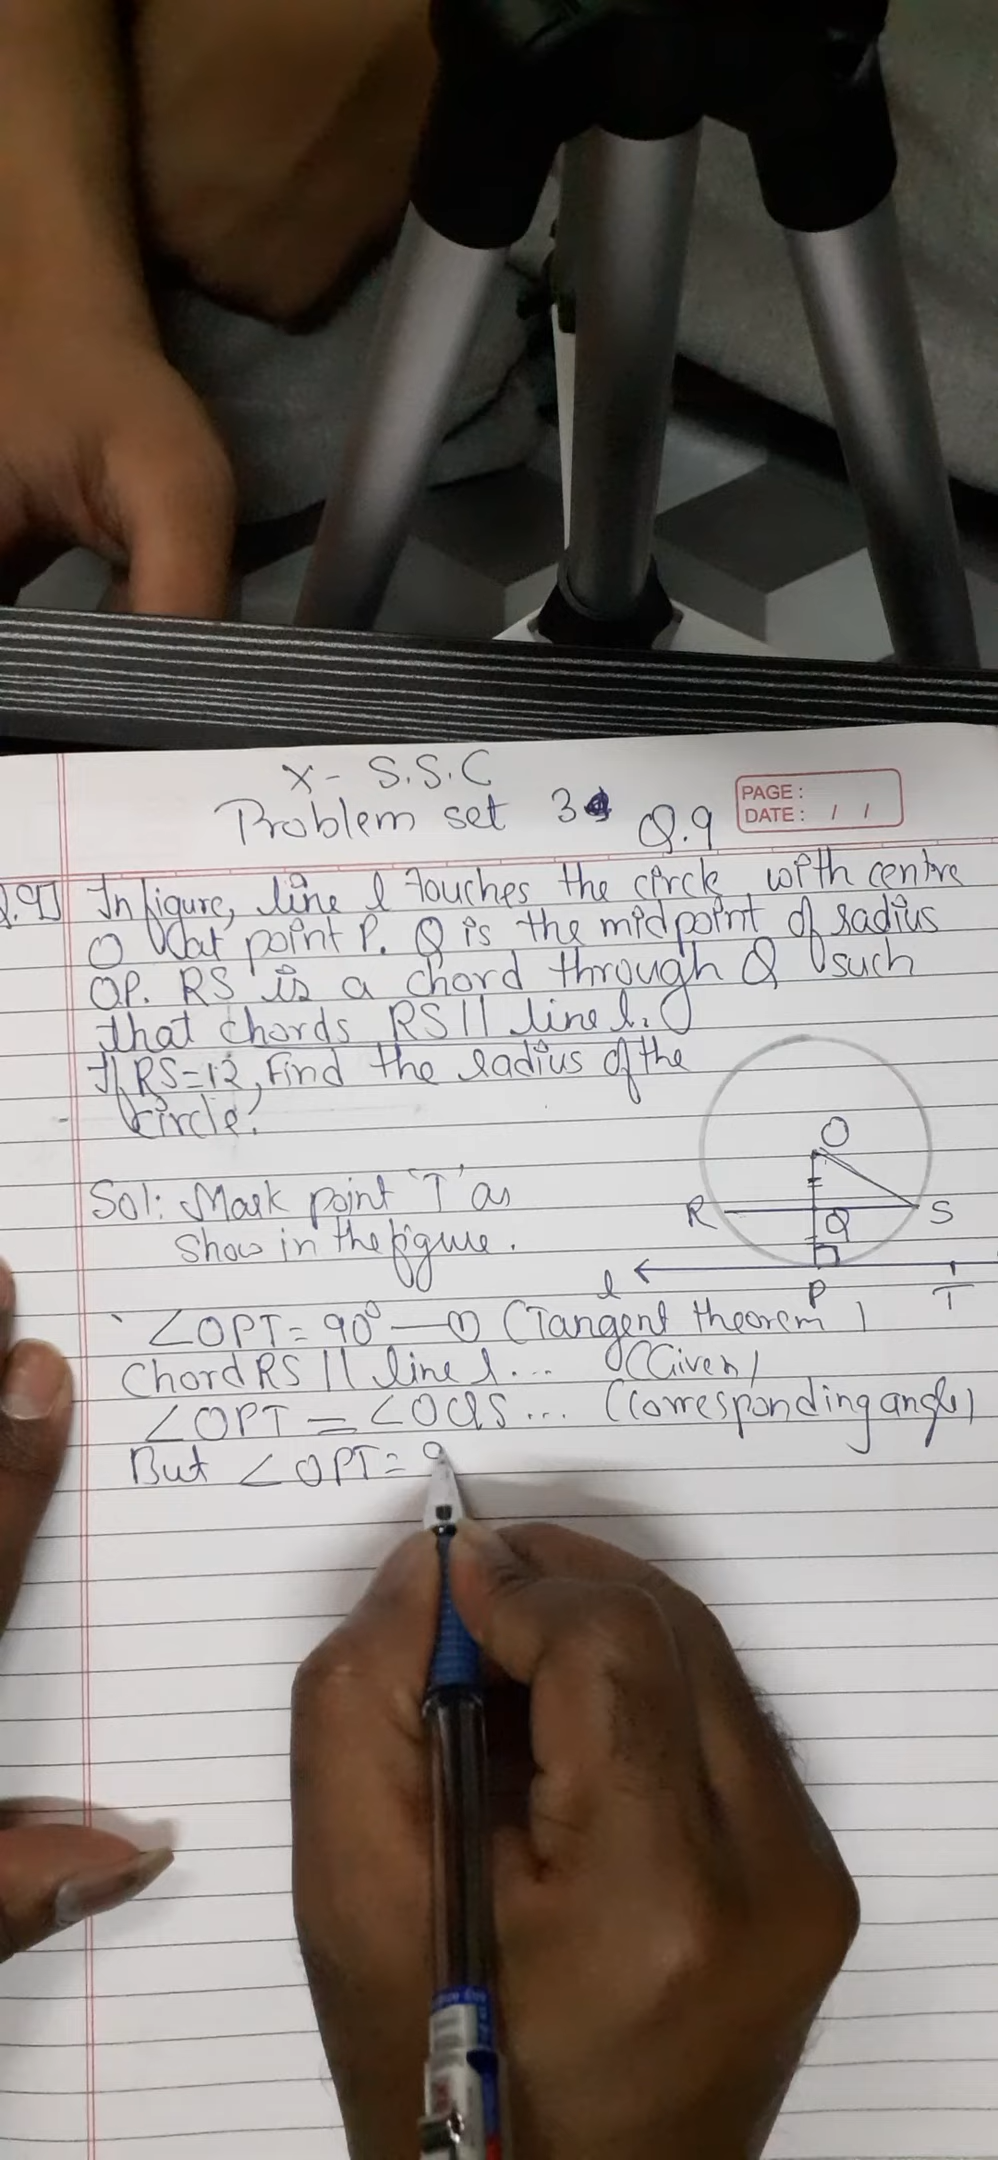 X - S.S.C
Problem set 3 Q.9
PAGE :
DATE : / /
Q.9] In figure, line l touches the circle with centre
O at point P. Q is the midpoint of radius
OP. RS is a chord through Q such
that chords RS || line l.
If RS=12, Find the radius of the
circle.
O
R Q S
l P T
Sol: Mark point 'T' as
show in the figure.
∠OPT = 90° — ① (Tangent theorem)
Chord RS || line l... (Given)
∠OPT = ∠OQS... (Corresponding angle)
But ∠OPT = 9